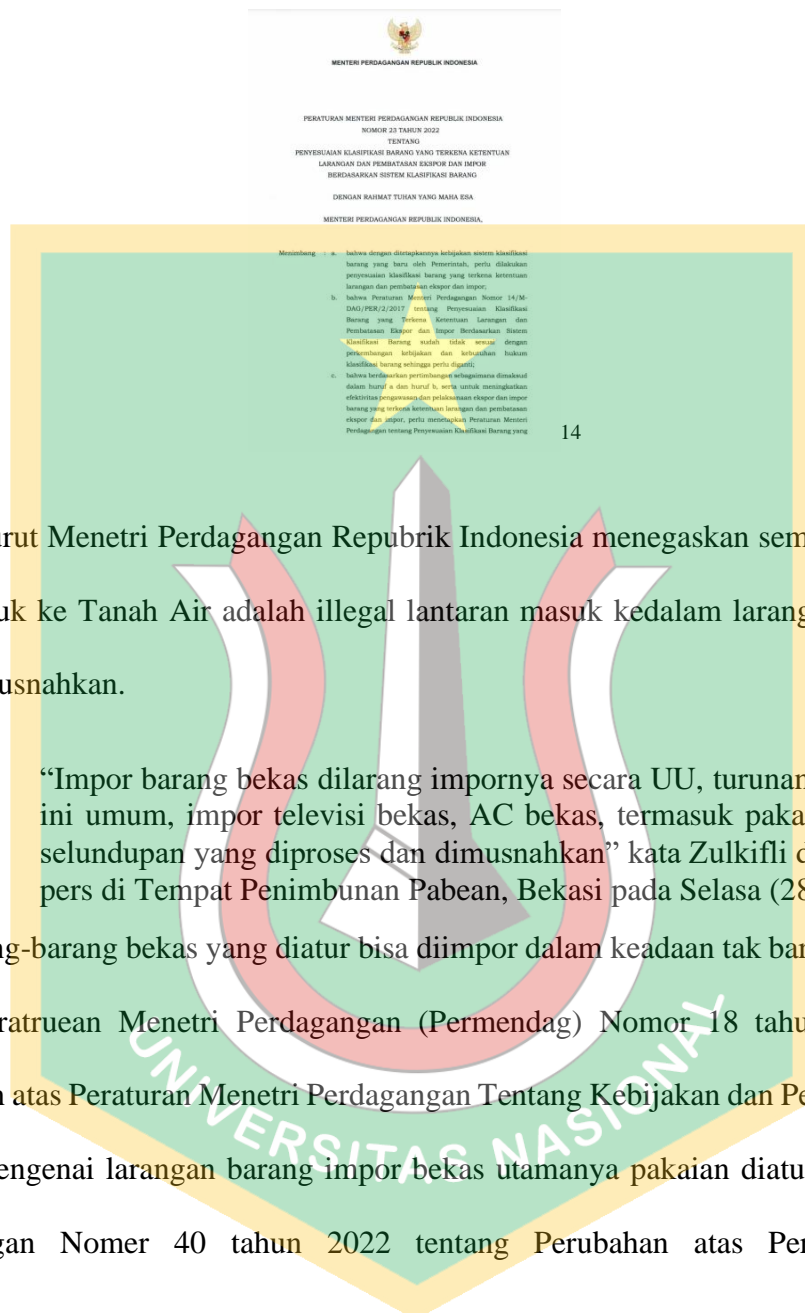 MENTERI PERDAGANGAN REPUBLIK INDONESIA
PERATURAN MENTERI PERDAGANGAN REPUBLIK INDONESIA
NOMOR 23 TAHUN 2022
TENTANG
PENYESUAIAN KLASIFIKASI BARANG YANG TERKENA KETENTUAN
LARANGAN DAN PEMBATASAN EKSPOR DAN IMPOR
BERDASARKAN SISTEM KLASIFIKASI BARANG
DENGAN RAHMAT TUHAN YANG MAHA ESA
MENTERI PERDAGANGAN REPUBLIK INDONESIA,
Menimbang : a. bahwa dengan ditetapkannya kebijakan sistem klasifikasi
barang yang baru oleh Pemerintah, perlu dilakukan
penyesuaian klasifikasi barang yang terkena ketentuan
larangan dan pembatasan ekspor dan impor;
b. bahwa Peraturan Menteri Perdagangan Nomor 14/M-
DAG/PER/2/2017 tentang Penyesuaian Klasifikasi
Barang yang Terkena Ketentuan Larangan dan
Pembatasan Ekspor dan Impor Berdasarkan Sistem
Klasifikasi Barang sudah tidak sesuai dengan
perkembangan kebijakan dan kebutuhan hukum
klasifikasi barang sehingga perlu diganti;
c. bahwa berdasarkan pertimbangan sebagaimana dimaksud
dalam huruf a dan huruf b, serta untuk meningkatkan
efektivitas pengawasan dan pelaksanaan ekspor dan impor
barang yang terkena ketentuan larangan dan pembatasan
ekspor dan impor, perlu menetapkan Peraturan Menteri
Perdagangan tentang Penyesuaian Klasifikasi Barang yang
14
urut Menetri Perdagangan Repubrik Indonesia menegaskan sem
uk ke Tanah Air adalah illegal lantaran masuk kedalam larang
usnahkan.
“Impor barang bekas dilarang impornya secara UU, turunan
ini umum, impor televisi bekas, AC bekas, termasuk paka
selundupan yang diproses dan dimusnahkan” kata Zulkifli d
pers di Tempat Penimbunan Pabean, Bekasi pada Selasa (28
ng-barang bekas yang diatur bisa diimpor dalam keadaan tak bar
ratruean Menetri Perdagangan (Permendag) Nomor 18 tahu
n atas Peraturan Menetri Perdagangan Tentang Kebijakan dan Pe
engenai larangan barang impor bekas utamanya pakaian diatu
gan Nomer 40 tahun 2022 tentang Perubahan atas Per
UNIVERSITAS NASIONAL